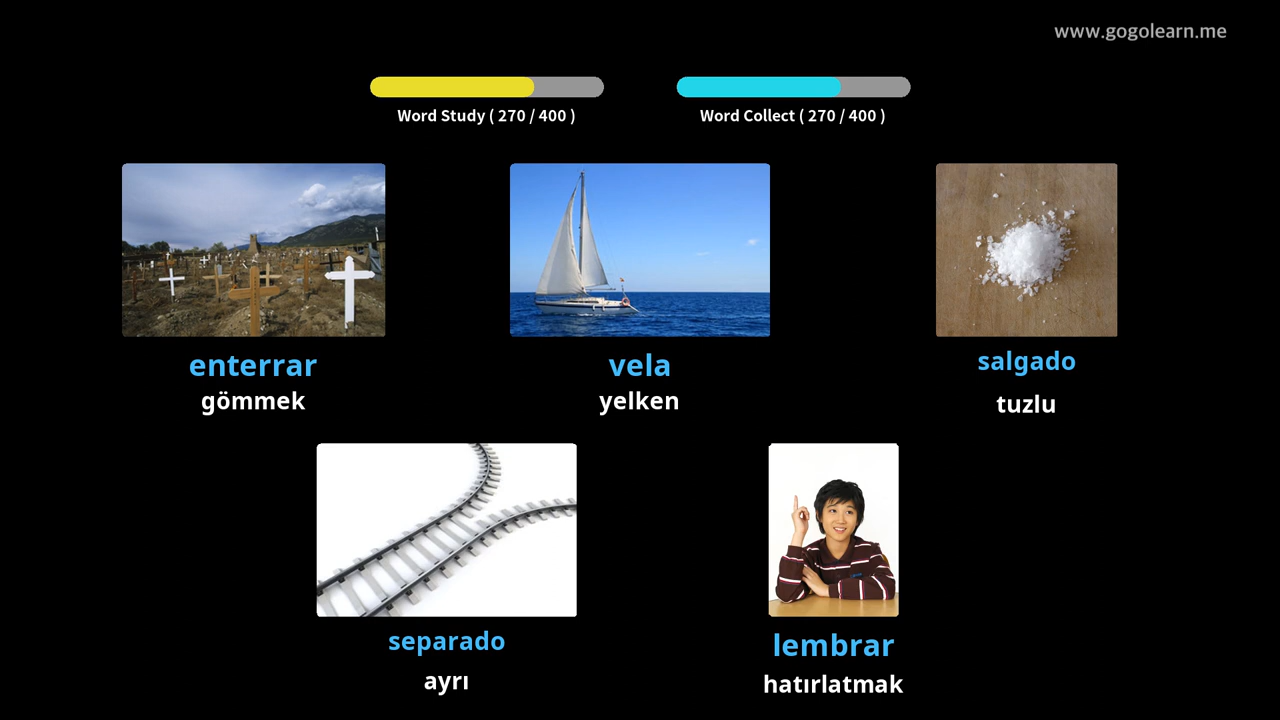 www.gogolearn.me
Word Study ( 270 / 400 )
Word Collect ( 270 / 400 )
enterrar
gömmek
vela
yelken
salgado
tuzlu
separado
ayrı
lembrar
hatırlatmak